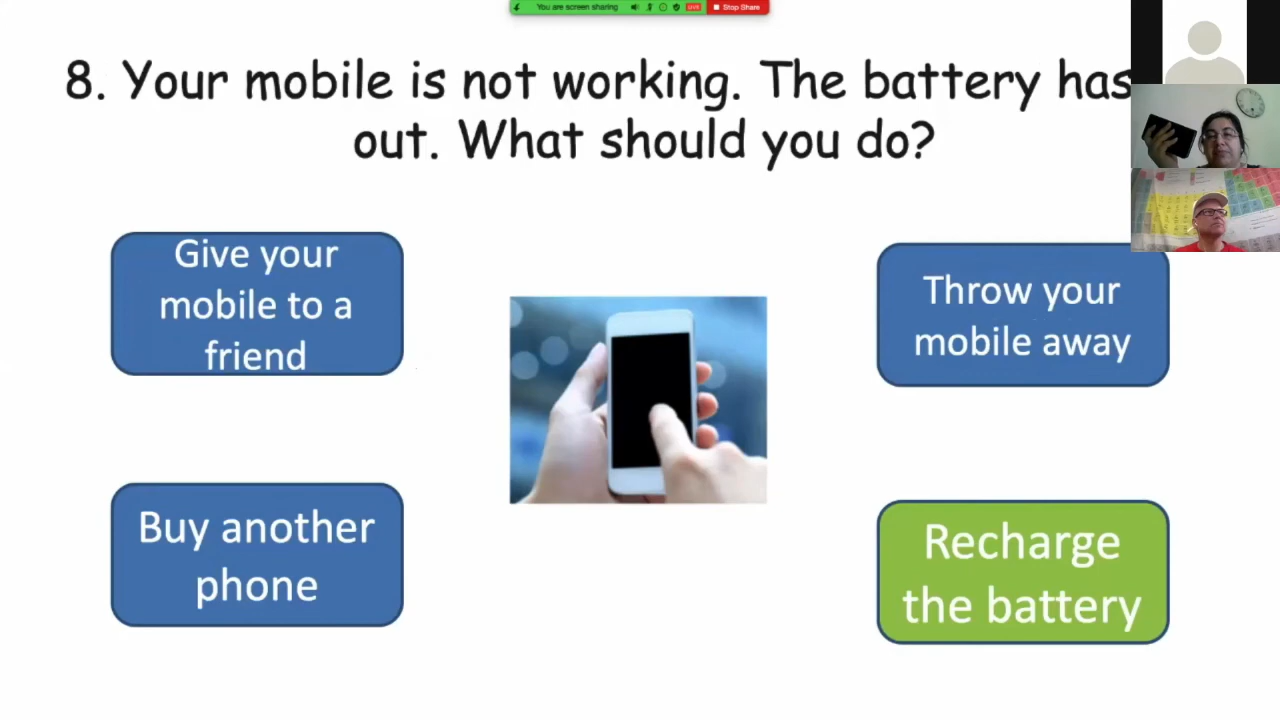 You are screen sharing LIVE Stop Share
8. Your mobile is not working. The battery has
out. What should you do?
Give your
mobile to a
friend
Throw your
mobile away
Buy another
phone
Recharge
the battery